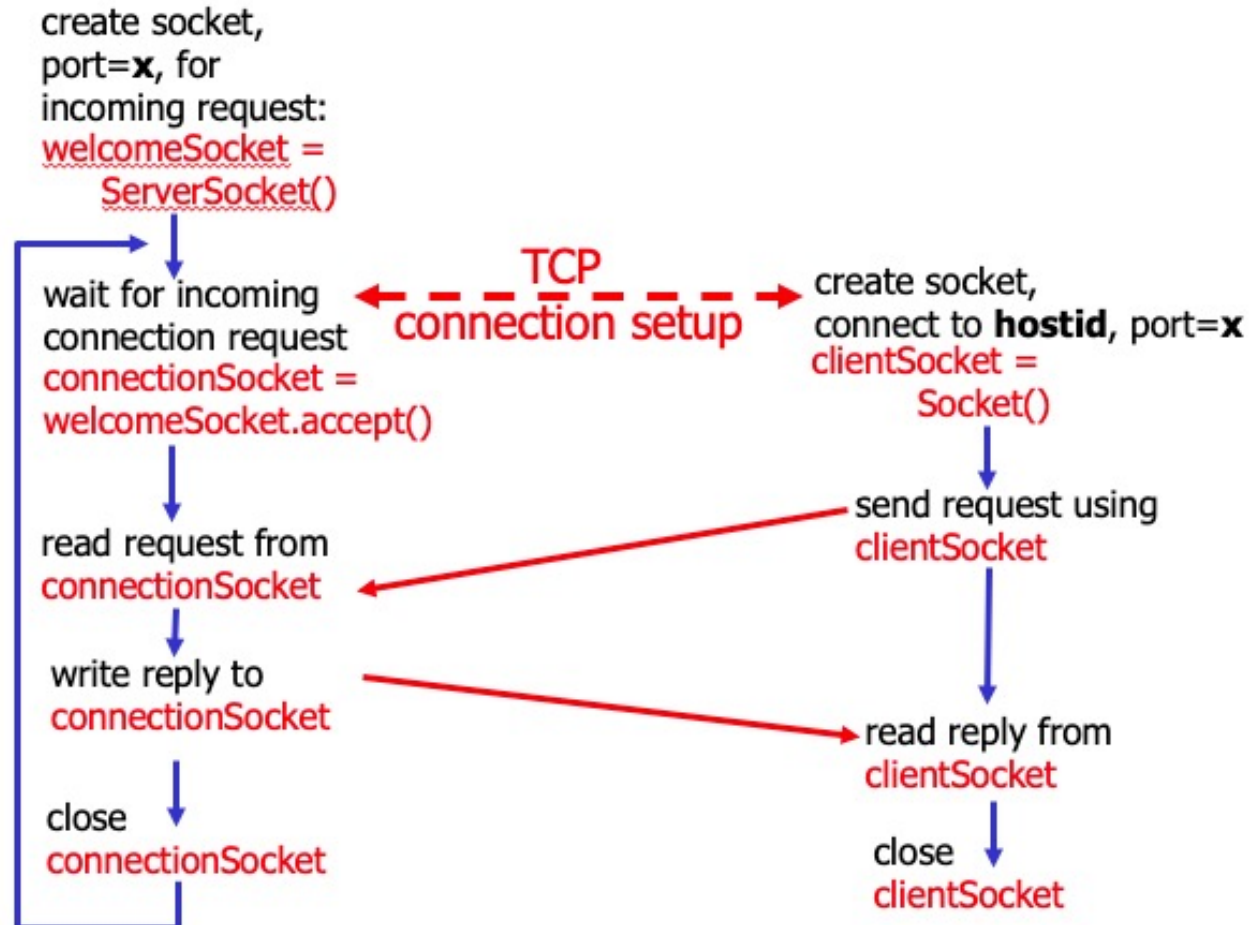 create socket,
port=x, for
incoming request:
welcomeSocket =
ServerSocket()
wait for incoming
connection request
connectionSocket =
welcomeSocket.accept()
read request from
connectionSocket
write reply to
connectionSocket
close
connectionSocket
TCP
connection setup
create socket,
connect to hostid, port=x
clientSocket =
Socket()
send request using
clientSocket
read reply from
clientSocket
close
clientSocket